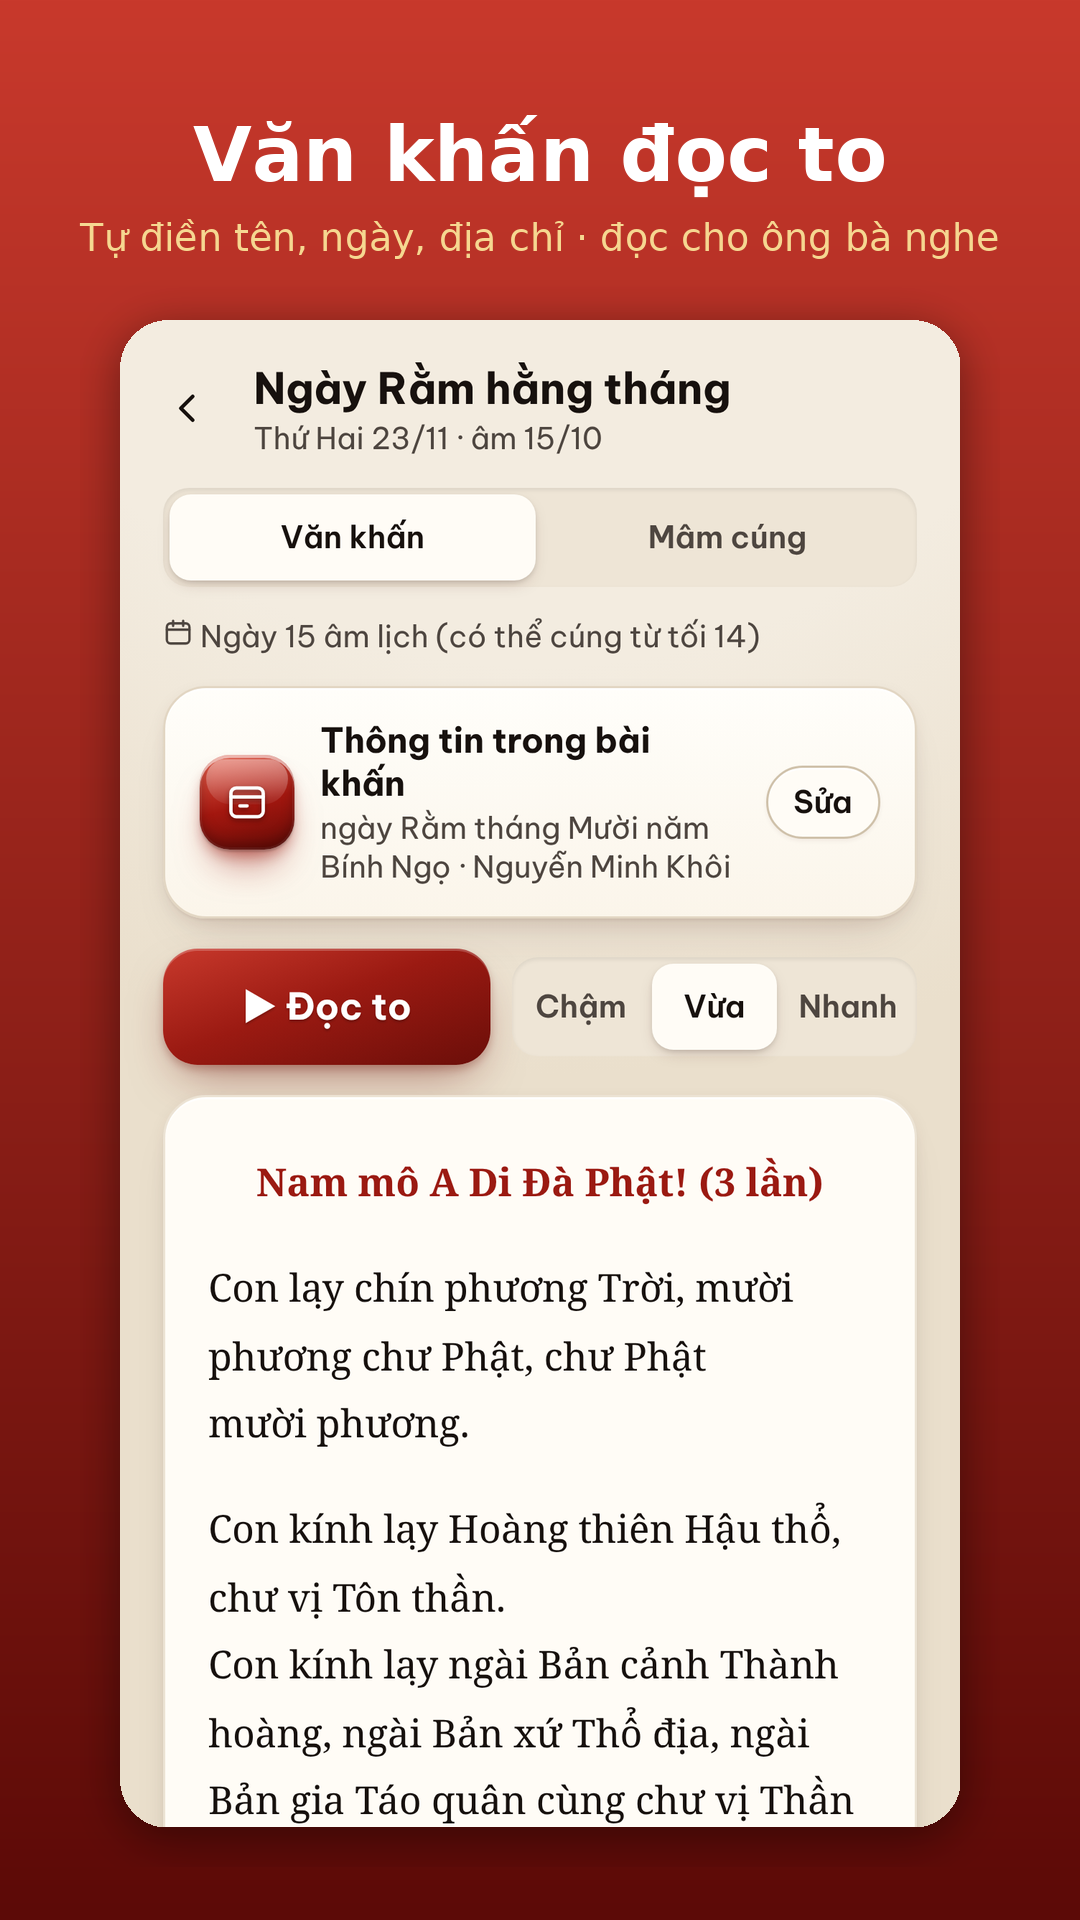 Văn khấn đọc to
Tự điền tên, ngày, địa chỉ · đọc cho ông bà nghe
Ngày Rằm hằng tháng
Thứ Hai 23/11 · âm 15/10
Văn khấn
Mâm cúng
Ngày 15 âm lịch (có thể cúng từ tối 14)
Thông tin trong bài
khấn
ngày Rằm tháng Mười năm
Bính Ngọ · Nguyễn Minh Khôi
Sửa
▶ Đọc to
Chậm
Vừa
Nhanh
Nam mô A Di Đà Phật! (3 lần)
Con lạy chín phương Trời, mười
phương chư Phật, chư Phật
mười phương.
Con kính lạy Hoàng thiên Hậu thổ,
chư vị Tôn thần.
Con kính lạy ngài Bản cảnh Thành
hoàng, ngài Bản xứ Thổ địa, ngài
Bản gia Táo quân cùng chư vị Thần